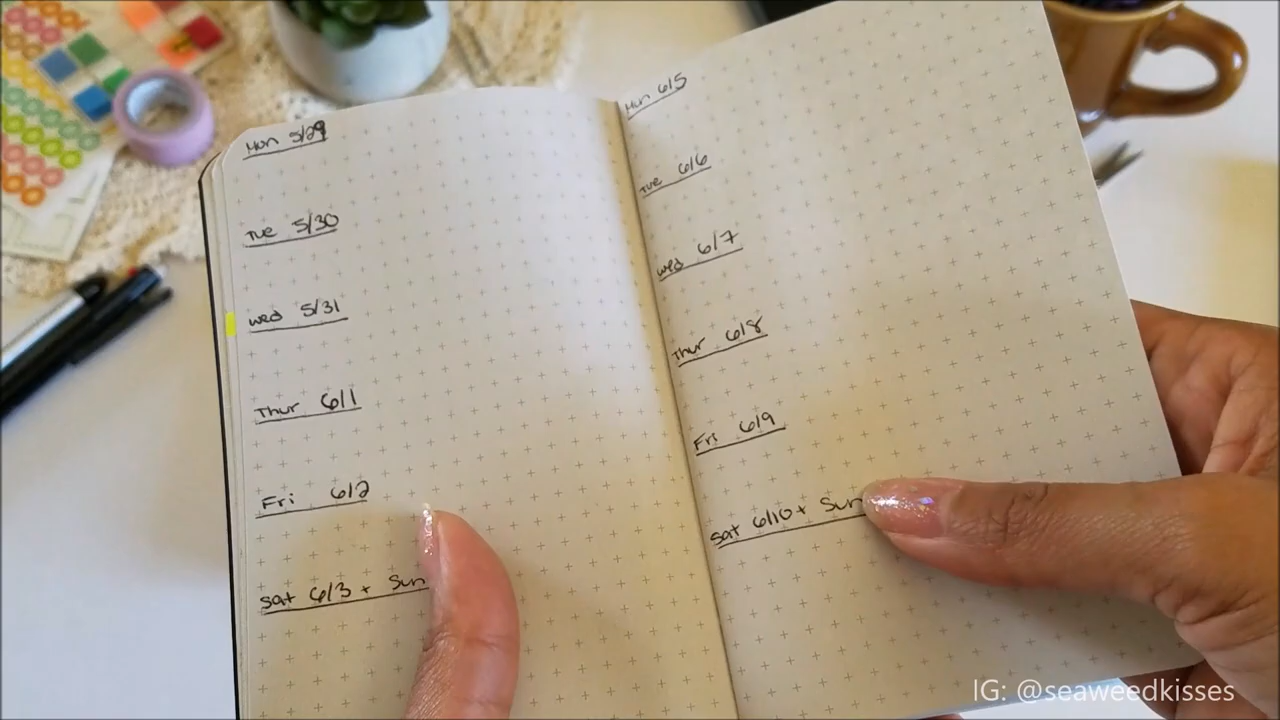 Mon 5/29
Tue 5/30
Wed 5/31
Thur 6/1
Fri 6/2
Sat 6/3 + Sun
Mon 6/5
Tue 6/6
Wed 6/7
Thur 6/8
Fri 6/9
Sat 6/10 + Sun
IG: @seaweedkisses